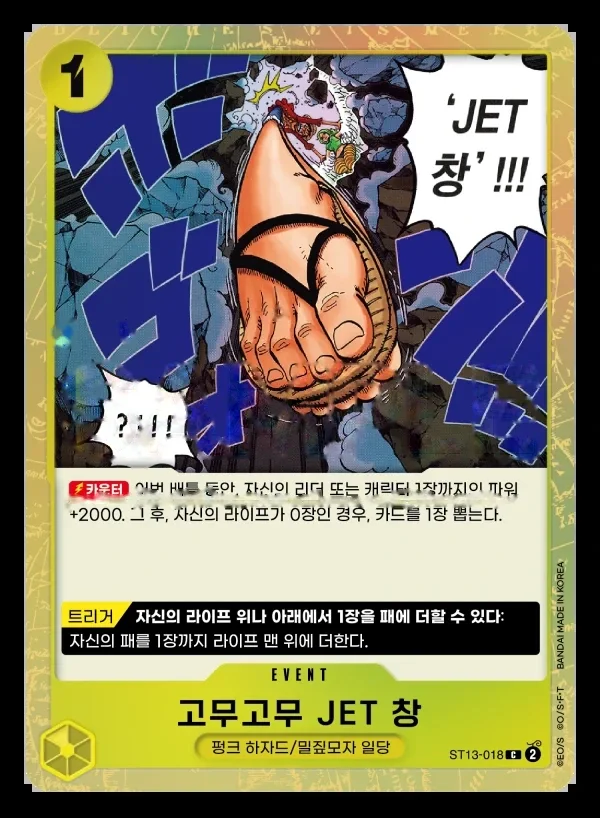 1
‘JET
창’ !!!
?:!!
카운터 이번 배틀 동안, 자신의 리더 또는 캐릭터 1장까지의 파워
+2000. 그 후, 자신의 라이프가 0장인 경우, 카드를 1장 뽑는다.
트리거 자신의 라이프 위나 아래에서 1장을 패에 더할 수 있다:
자신의 패를 1장까지 라이프 맨 위에 더한다.
EVENT
고무고무 JET 창
펑크 하자드/밀짚모자 일당
ST13-018 C 2
©EO/S ©O/S·F·T BANDAI MADE IN KOREA